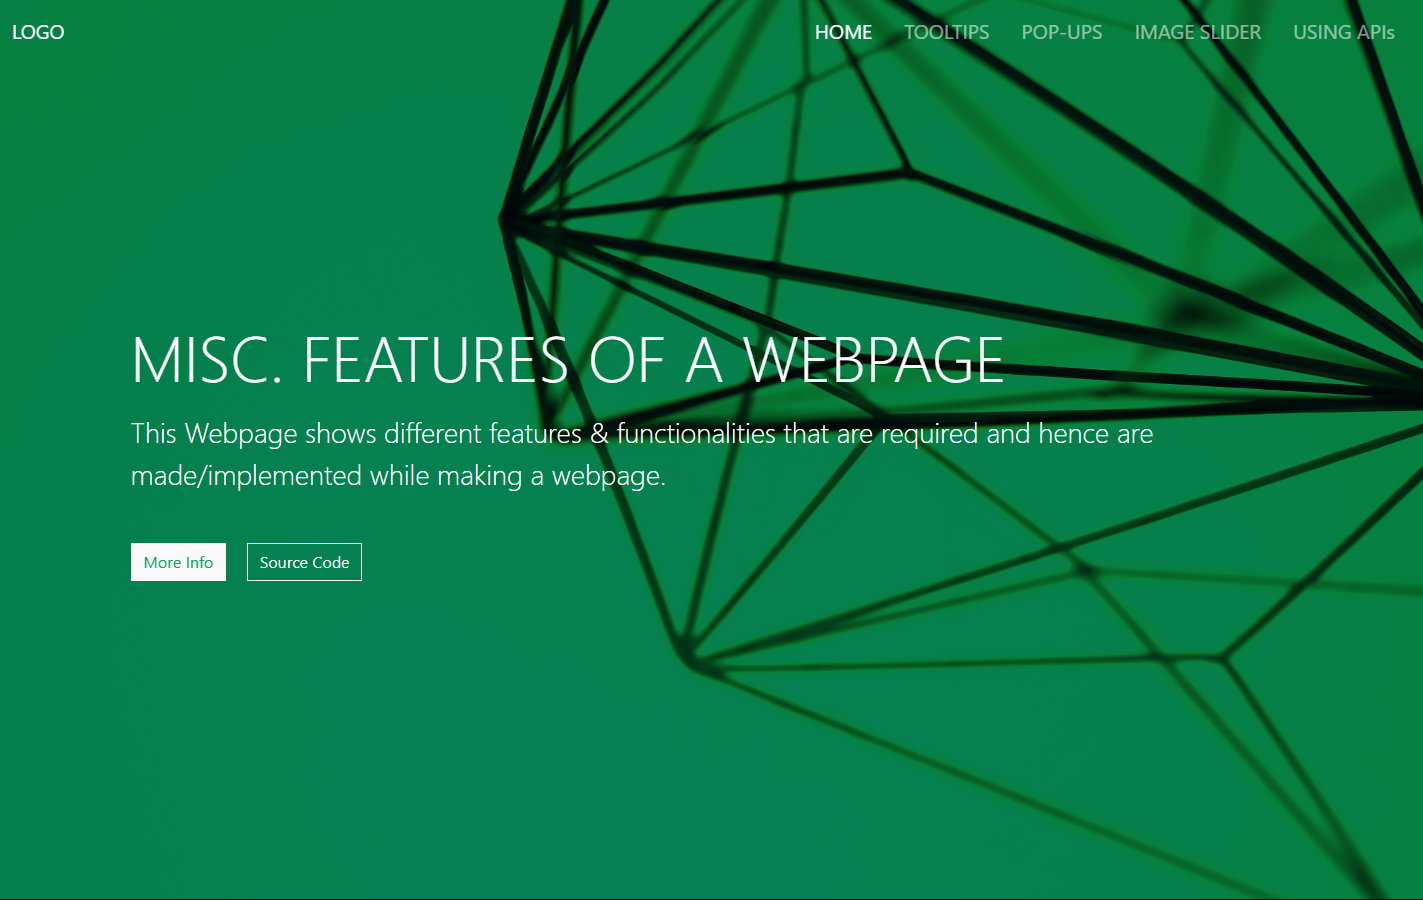 LOGO
HOME TOOLTIPS POP-UPS IMAGE SLIDER USING APIs
MISC. FEATURES OF A WEBPAGE
This Webpage shows different features & functionalities that are required and hence are
made/implemented while making a webpage.
More Info
Source Code